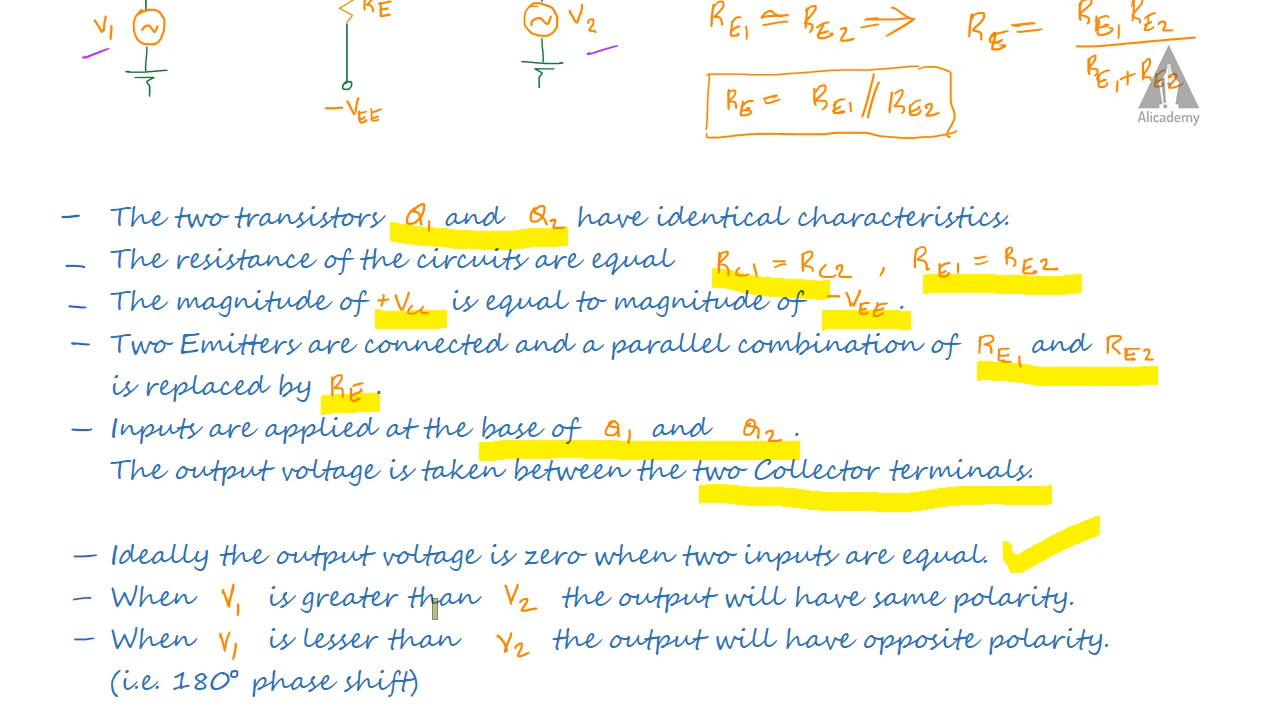 V1
RE
V2
-VEE
RE1 ≃ RE2 ⇒ RE = RE1 RE2 / RE1 + RE2
RE = RE1 // RE2
Alicademy
– The two transistors Q1 and Q2 have identical characteristics.
– The resistance of the circuits are equal RC1 = RC2 , RE1 = RE2
– The magnitude of +Vcc is equal to magnitude of -VEE .
– Two Emitters are connected and a parallel combination of RE1 and RE2
is replaced by RE .
– Inputs are applied at the base of Q1 and Q2 .
The output voltage is taken between the two Collector terminals.
– Ideally the output voltage is zero when two inputs are equal.
– When V1 is greater than V2 the output will have same polarity.
– When V1 is lesser than V2 the output will have opposite polarity.
(i.e. 180° phase shift)